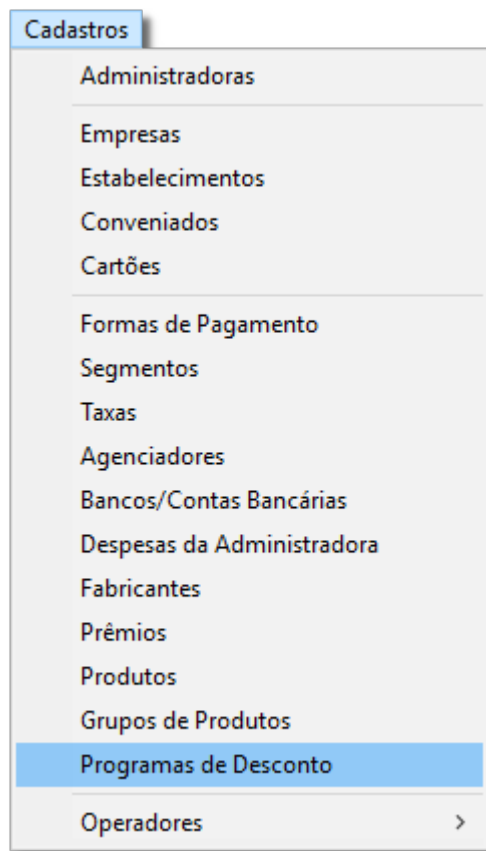 Cadastros
Administradoras
Empresas
Estabelecimentos
Conveniados
Cartões
Formas de Pagamento
Segmentos
Taxas
Agenciadores
Bancos/Contas Bancárias
Despesas da Administradora
Fabricantes
Prêmios
Produtos
Grupos de Produtos
Programas de Desconto
Operadores